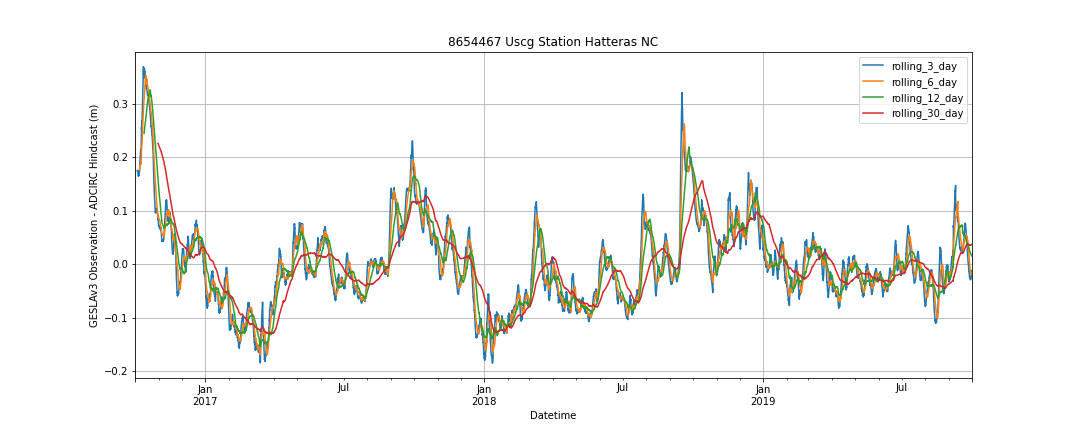 8654467 Uscg Station Hatteras NC
rolling_3_day
rolling_6_day
rolling_12_day
rolling_30_day
GESLAv3 Observation - ADCIRC Hindcast (m)
0.3
0.2
0.1
0.0
−0.1
−0.2
Jan
2017
Jul
Jan
2018
Jul
Jan
2019
Jul
Datetime